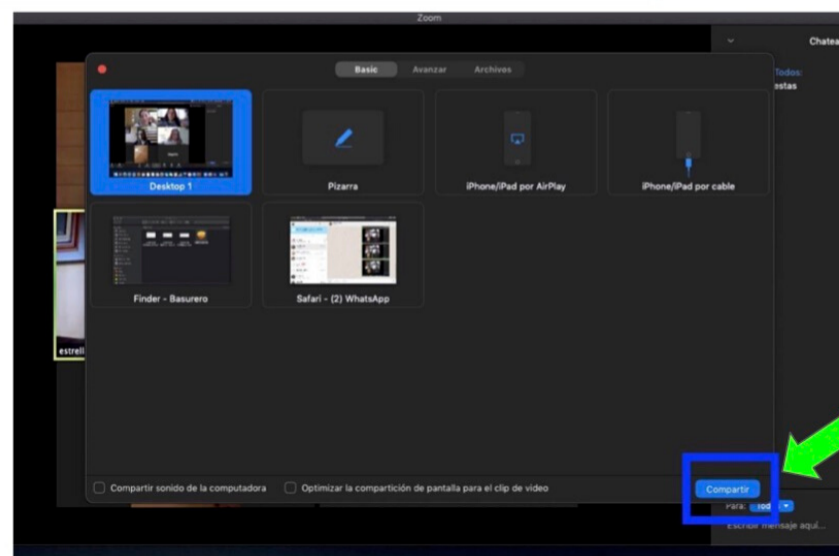 Zoom
Chatea
Basic Avanzar Archivos
Todos:
estas
Desktop 1
Pizarra
iPhone/iPad por AirPlay
iPhone/iPad por cable
Finder - Basurero
Safari - (2) WhatsApp
estrell
Compartir sonido de la computadora
Optimizar la compartición de pantalla para el clip de video
Compartir
Para:
Escribir mensaje aquí...